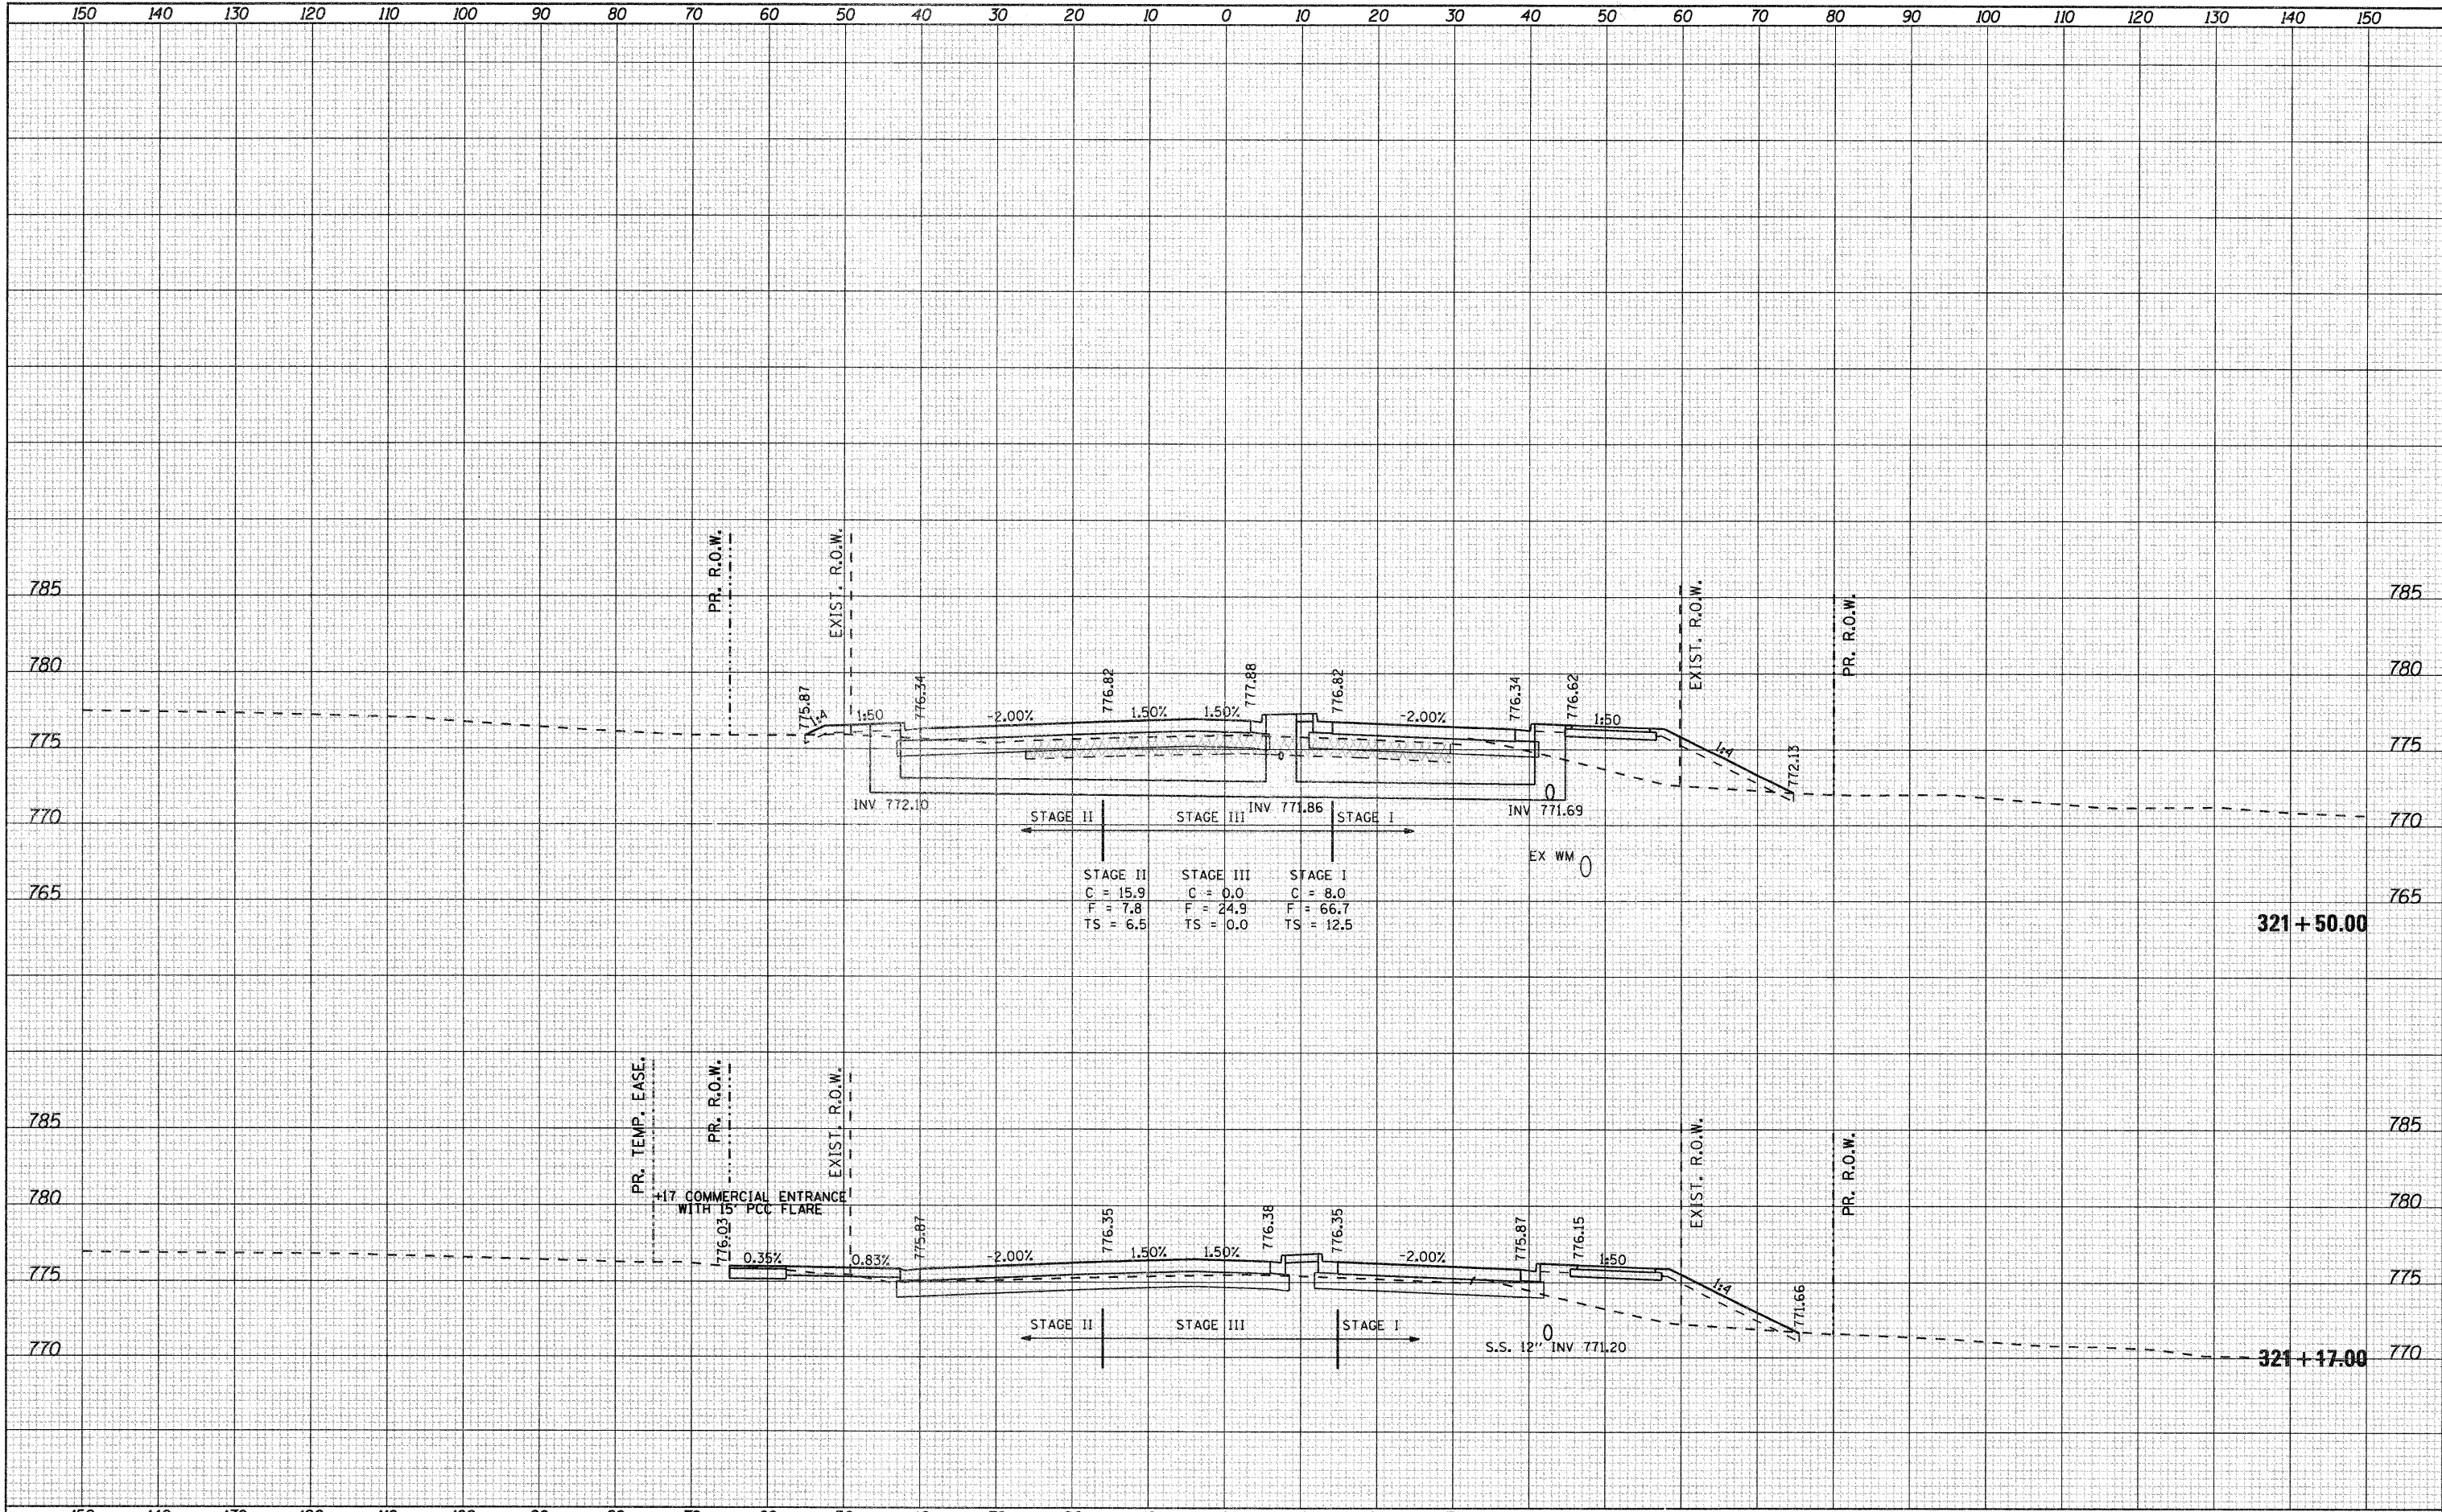 150 140 130 120 110 100 90 80 70 60 50 40 30 20 10 0 10 20 30 40 50 60 70 80 90 100 110 120 130 140 150
PR. R.O.W.
EXIST. R.O.W.
EXIST. R.O.W.
PR. R.O.W.
785 785
780 780
775.87 776.34 776.82 777.88 776.82 776.34 776.62
1:4 1:50 -2.00% 1.50% 1.50% -2.00% 1:50
775 775
1:4 772.13
INV 772.10 INV 771.86 INV 771.69
770 STAGE II STAGE III STAGE I 770
EX WM
STAGE II STAGE III STAGE I
C = 15.9 C = 0.0 C = 8.0
765 F = 7.8 F = 24.9 F = 66.7 765
TS = 6.5 TS = 0.0 TS = 12.5
321+50.00
PR. TEMP. EASE.
PR. R.O.W.
EXIST. R.O.W.
EXIST. R.O.W.
PR. R.O.W.
785 785
780 780
+17 COMMERCIAL ENTRANCE
WITH 15' PCC FLARE
776.03 775.87 776.35 776.38 776.35 775.87 776.15
0.35% 0.83% -2.00% 1.50% 1.50% -2.00% 1:50
775 775
1:4 771.66
STAGE II STAGE III STAGE I
S.S. 12" INV 771.20
770 770
321+17.00